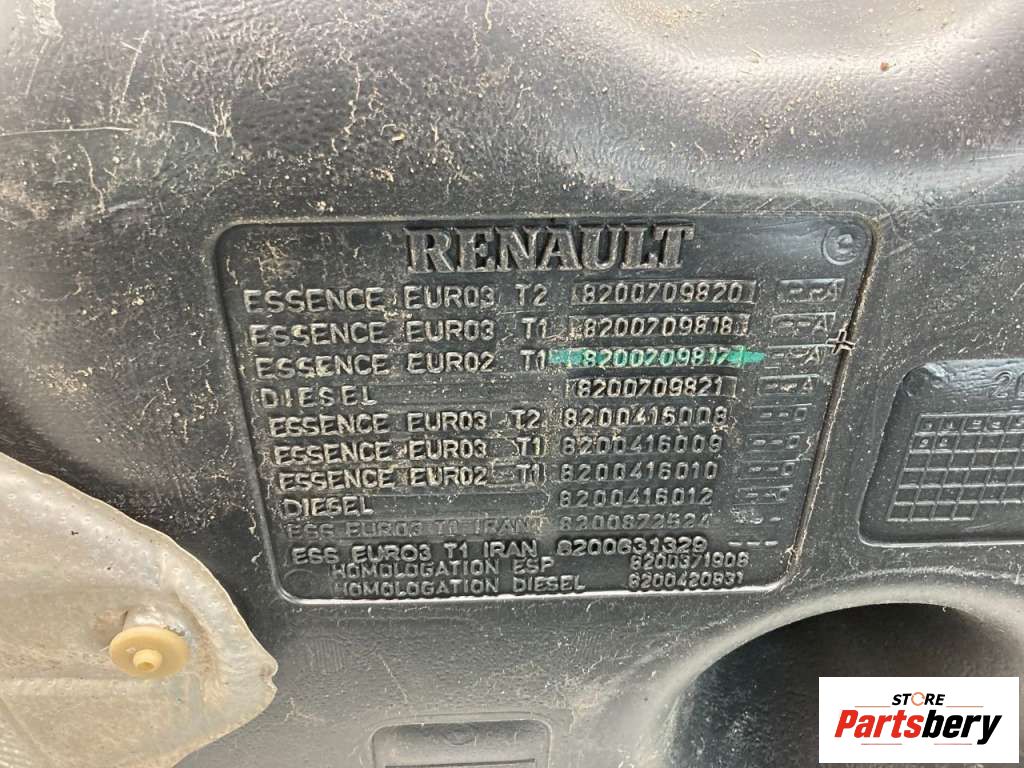 RENAULT
ESSENCE EURO3 T2 8200709820 --A
ESSENCE EURO3 T1 8200709818 --A
ESSENCE EURO2 T1 8200709817 --A
DIESEL 8200709821 --A
ESSENCE EURO3 T2 8200416008 --D
ESSENCE EURO3 T1 8200416009 --D
ESSENCE EURO2 T1 8200416010 --D
DIESEL 8200416012 --D
ESS EURO3 T1 IRAN 8200872524 ---
ESS EURO3 T1 IRAN 8200631329 ---
HOMOLOGATION ESP 8200371908
HOMOLOGATION DIESEL 8200420831
STORE
Partsbery